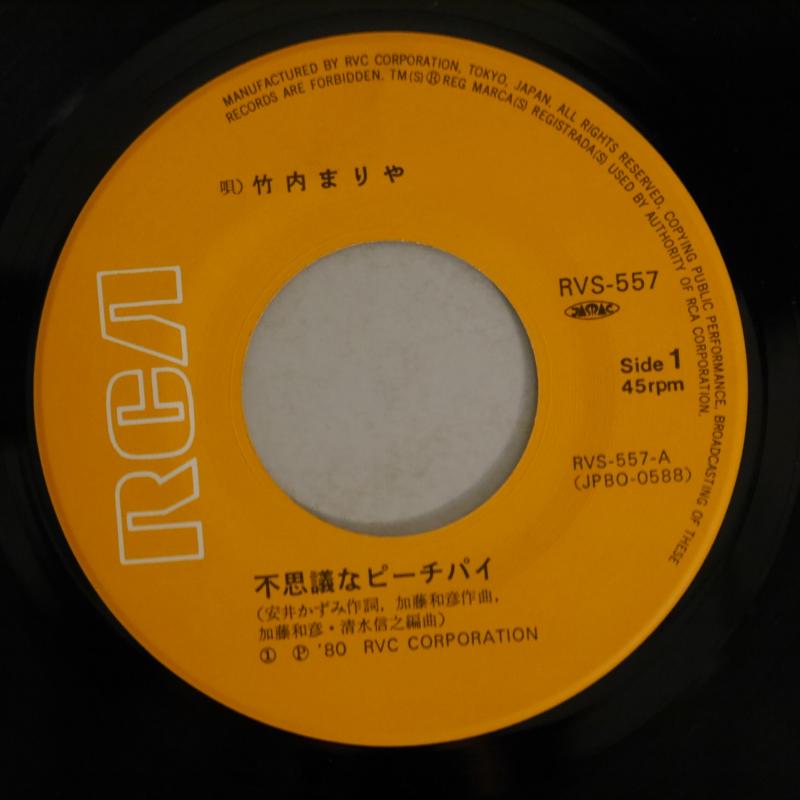 MANUFACTURED BY RVC CORPORATION, TOKYO, JAPAN. ALL RIGHTS RESERVED. COPYING PUBLIC PERFORMANCE. BROADCASTING OF THESE
RECORDS ARE FORBIDDEN. TM(S)®REG MARCA(S) REGISTRADA(S) USED BY AUTHORITY OF RCA CORPORATION.
唄)竹内まりや
RCA
RVS-557
JASRAC
Side 1
45rpm
RVS-557-A
(JPBO-0588)
不思議なピーチパイ
(安井かずみ作詞, 加藤和彦作曲,
加藤和彦・清水信之編曲)
① Ⓟ '80 RVC CORPORATION